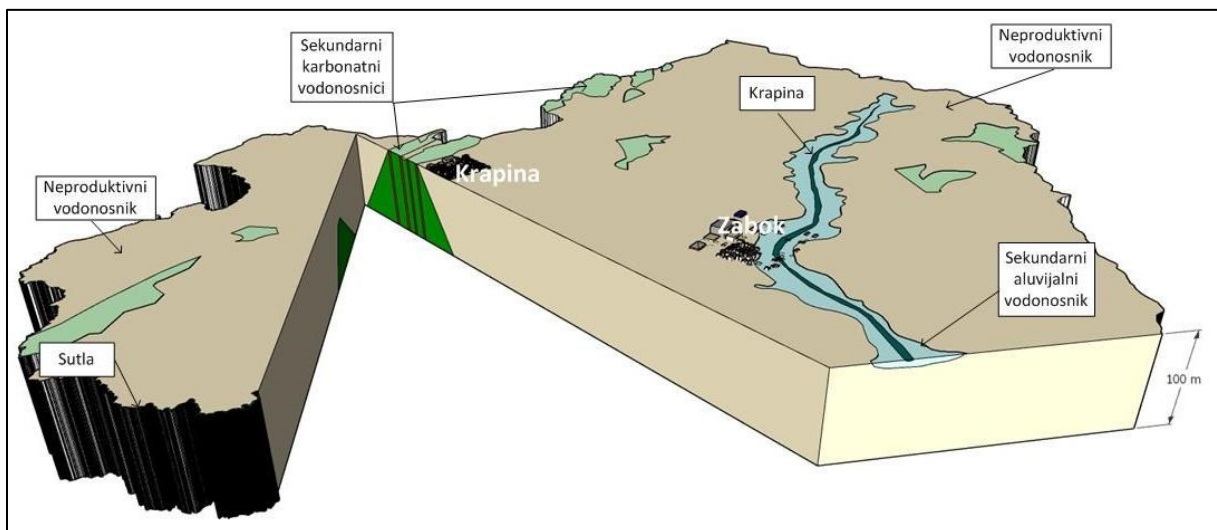 Sekundarni
karbonatni
vodonosnici
Neproduktivni
vodonosnik
Krapina
Krapina
Neproduktivni
vodonosnik
Zabok
Sekundarni
aluvijalni
vodonosnik
Sutla
100 m